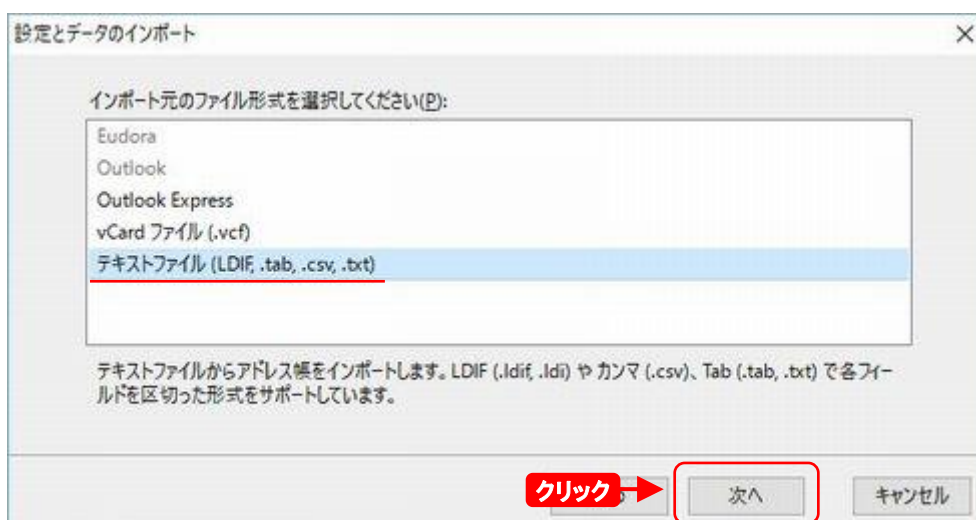 設定とデータのインポート
インポート元のファイル形式を選択してください(P):
Eudora
Outlook
Outlook Express
vCard ファイル (.vcf)
テキストファイル (LDIF, .tab, .csv, .txt)
テキストファイルからアドレス帳をインポートします。LDIF (.ldif, .ldi) や カンマ (.csv)、Tab (.tab, .txt) で各フィー
ルドを区切った形式をサポートしています。
クリック 次へ キャンセル